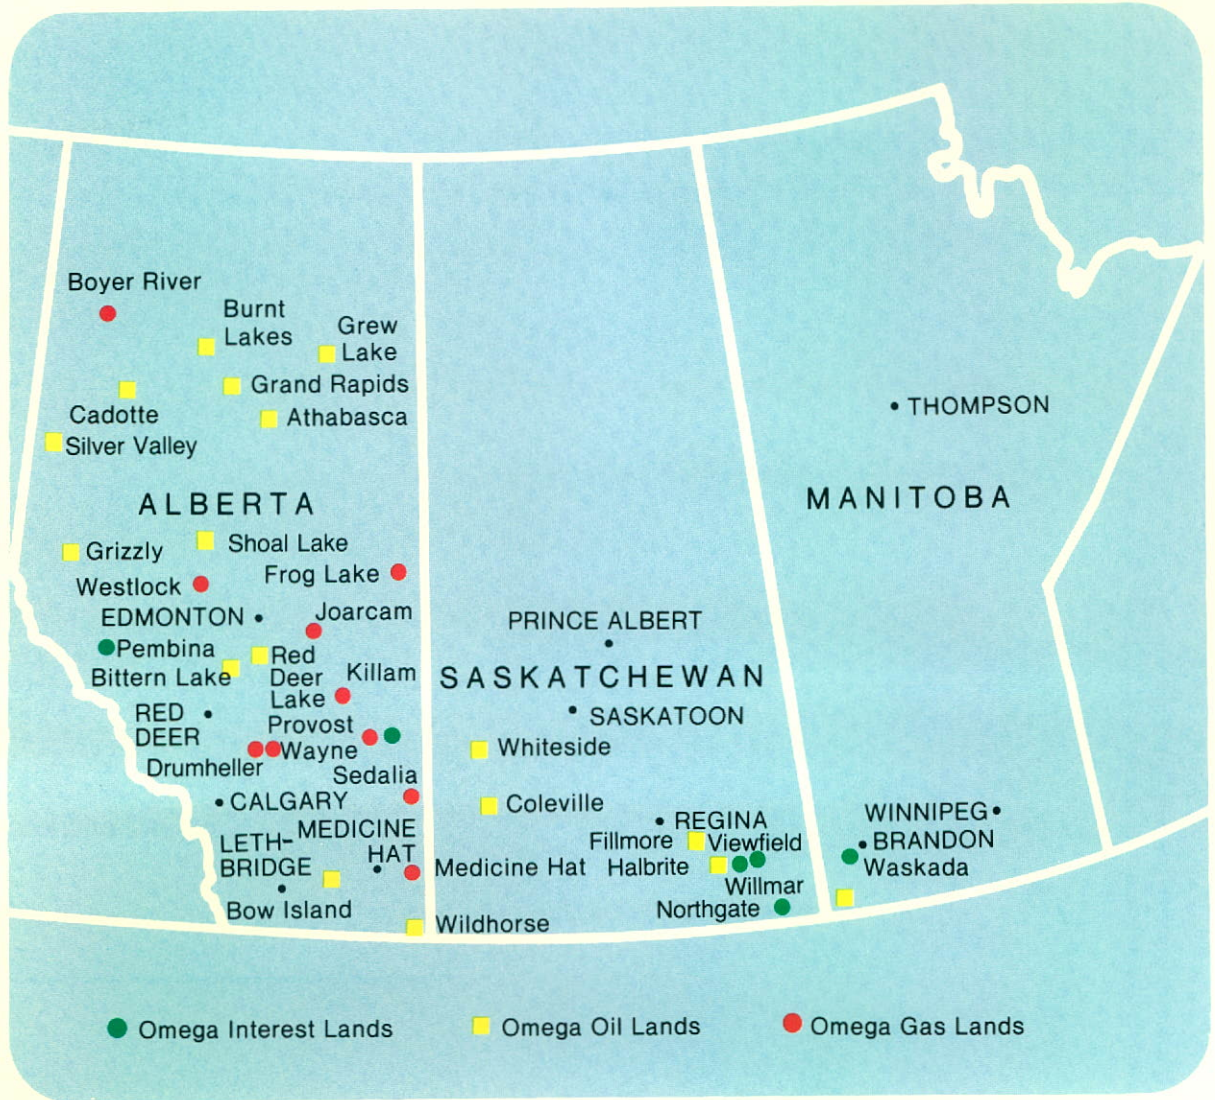 Boyer River
Burnt
Lakes
Grew
Lake
Grand Rapids
Cadotte
Athabasca
Silver Valley
THOMPSON
ALBERTA
MANITOBA
Grizzly
Shoal Lake
Westlock
Frog Lake
EDMONTON
Joarcam
PRINCE ALBERT
Pembina
Bittern Lake
Red
Deer
Lake
Killam
SASKATCHEWAN
RED
DEER
SASKATOON
Provost
Wayne
Whiteside
Drumheller
Sedalia
CALGARY
Coleville
LETH-
BRIDGE
MEDICINE
HAT
REGINA
WINNIPEG
Fillmore
Viewfield
BRANDON
Medicine Hat
Halbrite
Waskada
Willmar
Bow Island
Northgate
Wildhorse
Omega Interest Lands
Omega Oil Lands
Omega Gas Lands